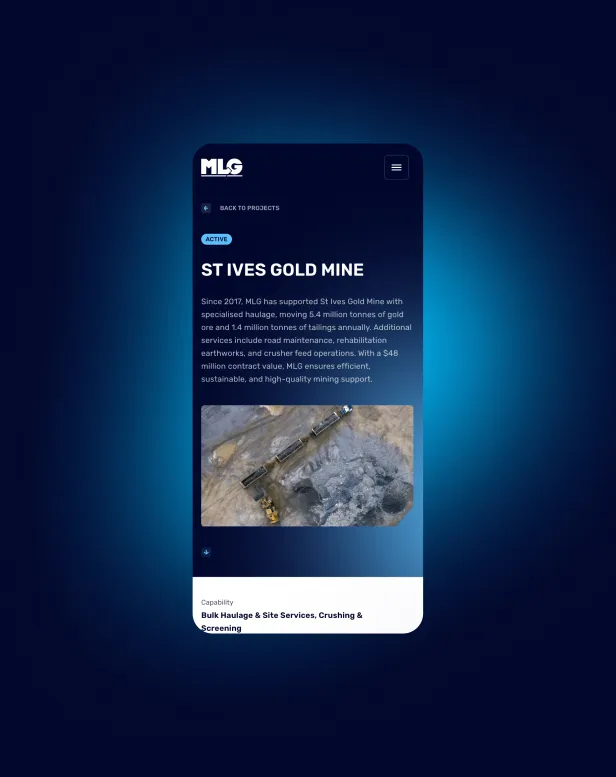 MLG
BACK TO PROJECTS
ACTIVE
ST IVES GOLD MINE
Since 2017, MLG has supported St Ives Gold Mine with
specialised haulage, moving 5.4 million tonnes of gold
ore and 1.4 million tonnes of tailings annually. Additional
services include road maintenance, rehabilitation
earthworks, and crusher feed operations. With a $48
million contract value, MLG ensures efficient,
sustainable, and high-quality mining support.
Capability
Bulk Haulage & Site Services, Crushing &
Screening